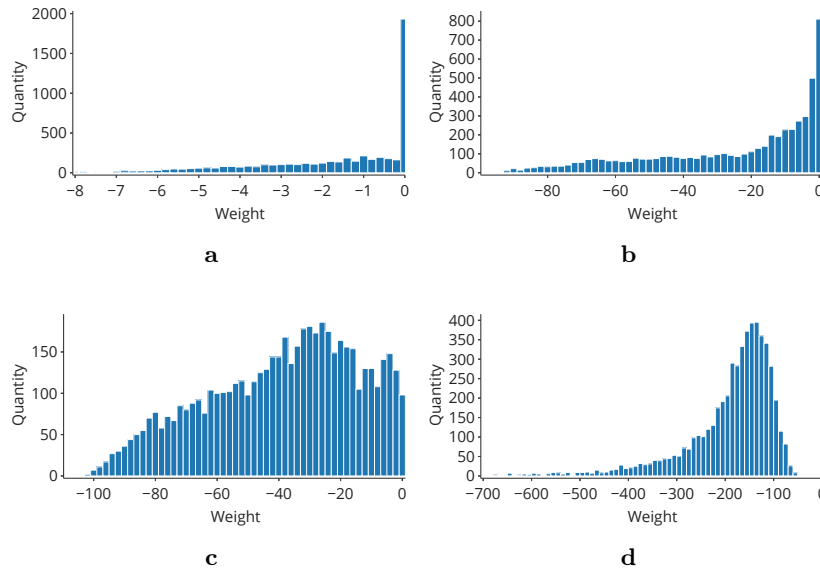 2000
1500
1000
500
0
Quantity
−8 −7 −6 −5 −4 −3 −2 −1 0
Weight
a
800
700
600
500
400
300
200
100
0
Quantity
−80 −60 −40 −20 0
Weight
b
150
100
50
0
Quantity
−100 −80 −60 −40 −20 0
Weight
c
400
350
300
250
200
150
100
50
0
Quantity
−700 −600 −500 −400 −300 −200 −100 0
Weight
d